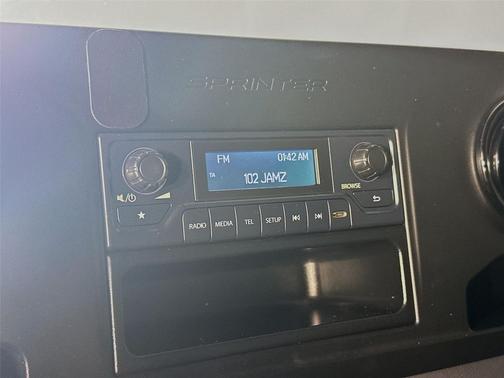 SPRINTER
FM 01:42 AM
TA 102 JAMZ
BROWSE
RADIO MEDIA TEL SETUP